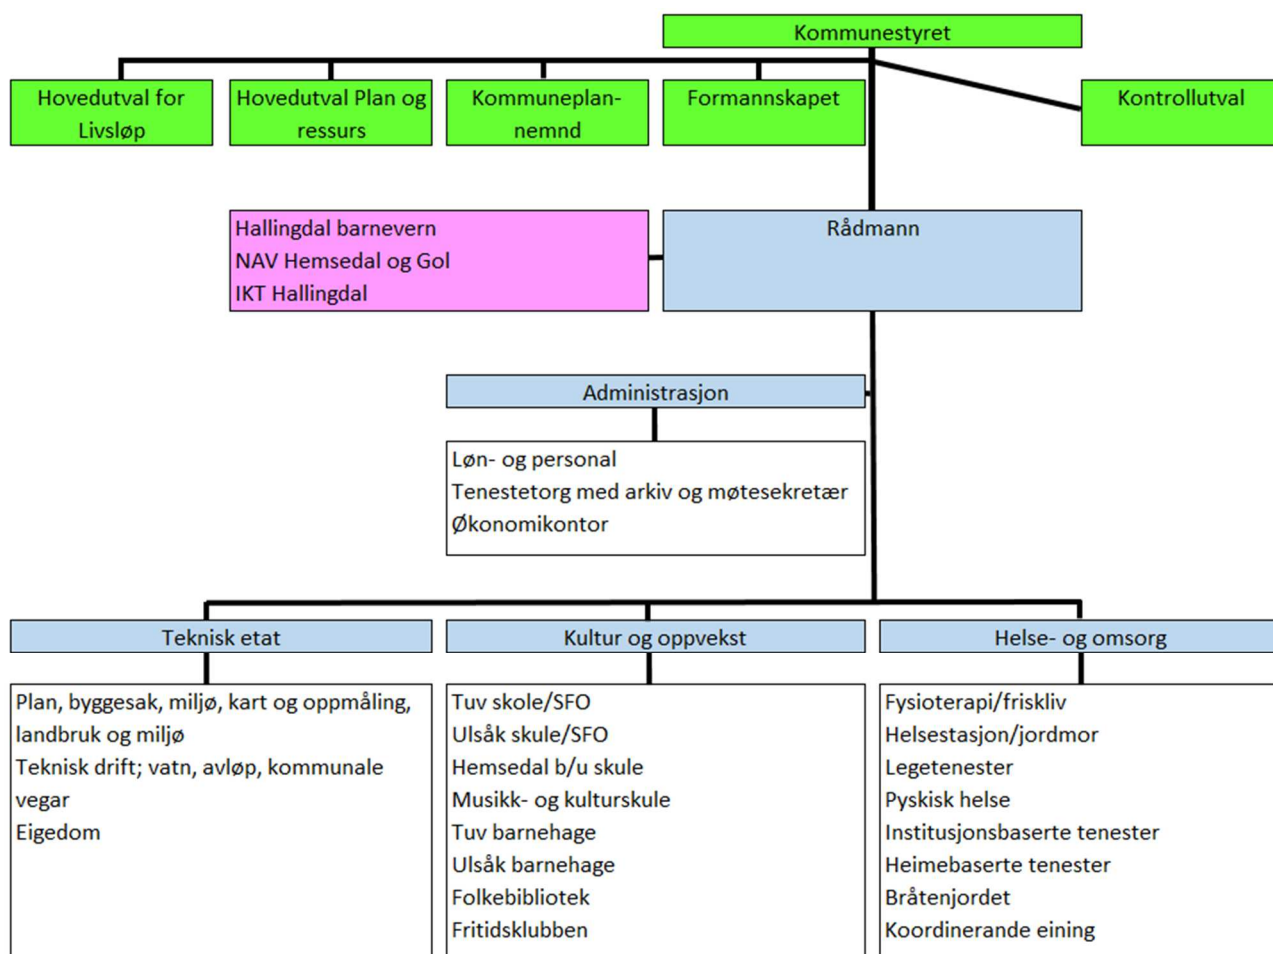 Kommunestyret
Hovedutval for
Livsløp
Hovedutval Plan og
ressurs
Kommuneplan-
nemnd
Formannskapet
Kontrollutval
Hallingdal barnevern
NAV Hemsedal og Gol
IKT Hallingdal
Rådmann
Administrasjon
Løn- og personal
Tenestetorg med arkiv og møtesekretær
Økonomikontor
Teknisk etat
Plan, byggesak, miljø, kart og oppmåling,
landbruk og miljø
Teknisk drift; vatn, avløp, kommunale
vegar
Eigedom
Kultur og oppvekst
Tuv skole/SFO
Ulsåk skule/SFO
Hemsedal b/u skule
Musikk- og kulturskule
Tuv barnehage
Ulsåk barnehage
Folkebibliotek
Fritidsklubben
Helse- og omsorg
Fysioterapi/friskliv
Helsestasjon/jordmor
Legetenester
Pyskisk helse
Institusjonsbaserte tenester
Heimebaserte tenester
Bråtenjordet
Koordinerande eining